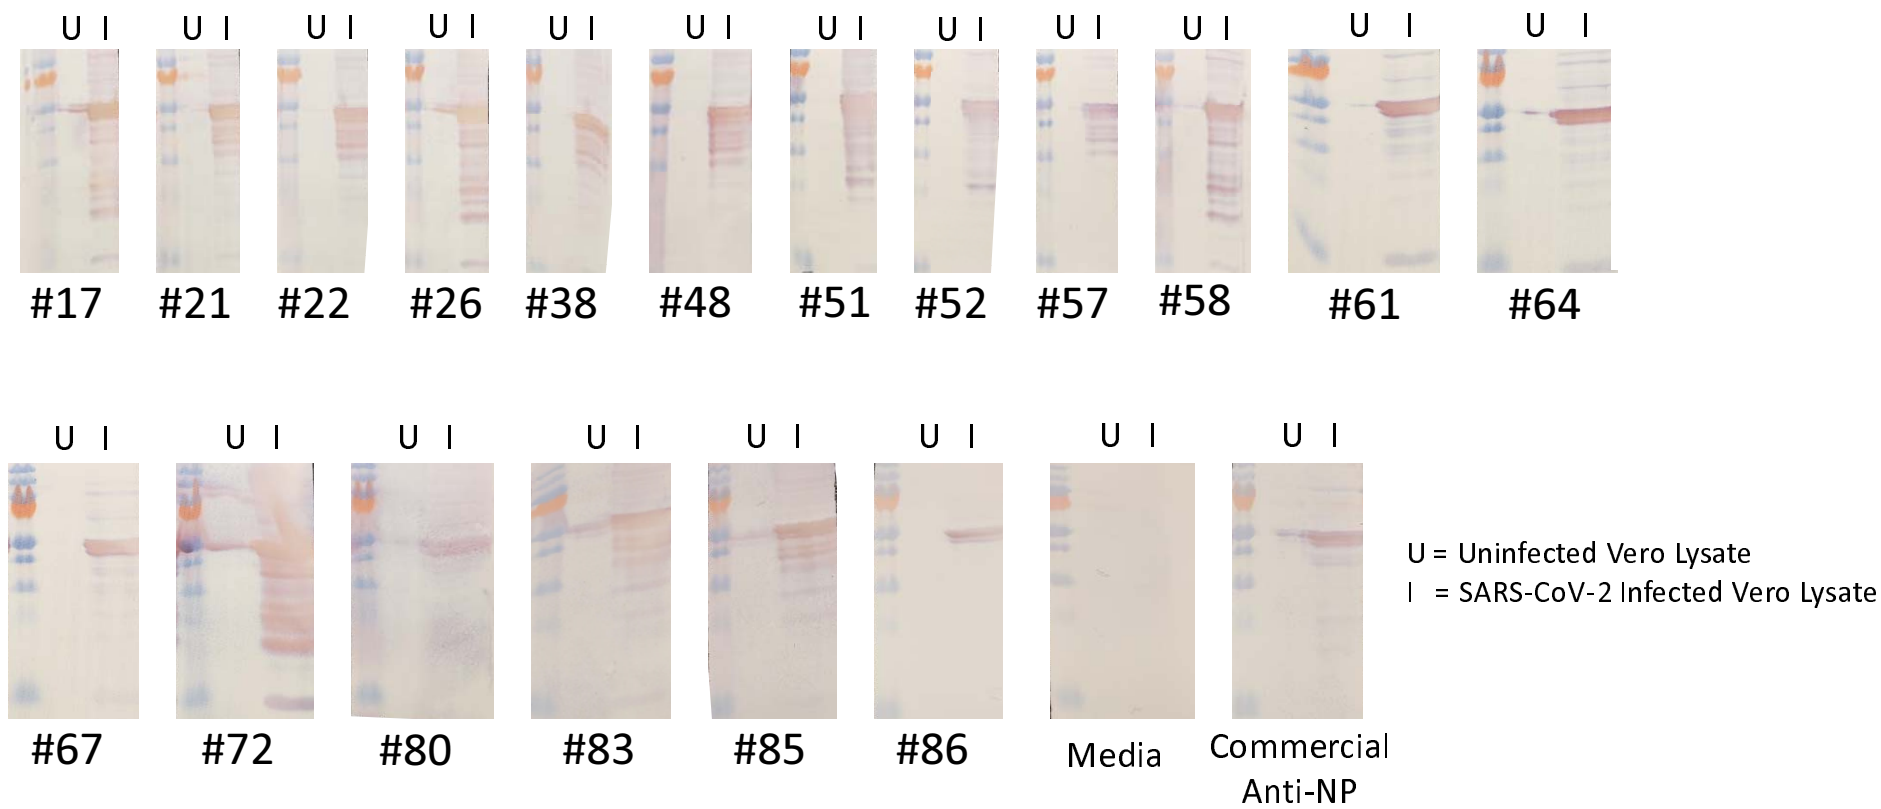 U I U I U I U I U I U I U I U I U I U I U I U I
#17 #21 #22 #26 #38 #48 #51 #52 #57 #58 #61 #64
U I U I U I U I U I U I U I U I
U = Uninfected Vero Lysate
I = SARS-CoV-2 Infected Vero Lysate
#67 #72 #80 #83 #85 #86 Media Commercial
Anti-NP